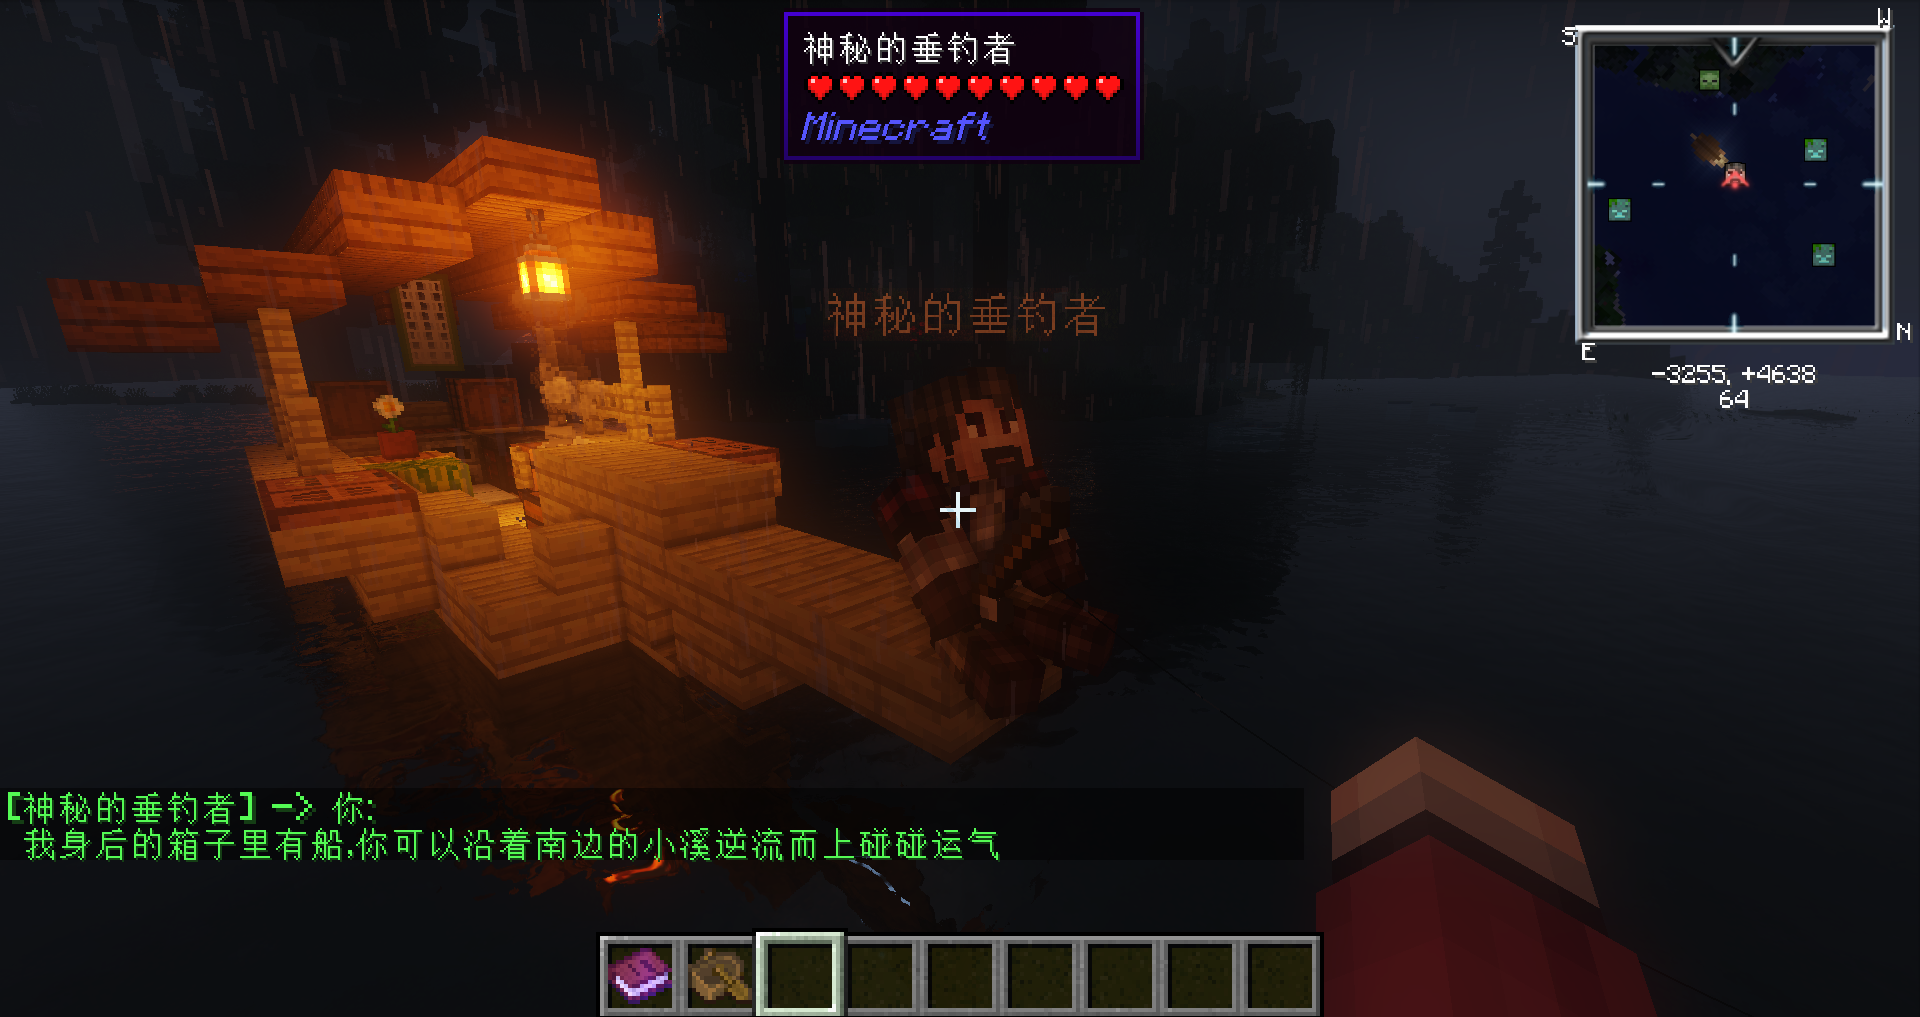 神秘的垂钓者
Minecraft
S
W
神秘的垂钓者
E
N
-3255, +4638
64
[神秘的垂钓者] -> 你:
我身后的箱子里有船,你可以沿着南边的小溪逆流而上碰碰运气